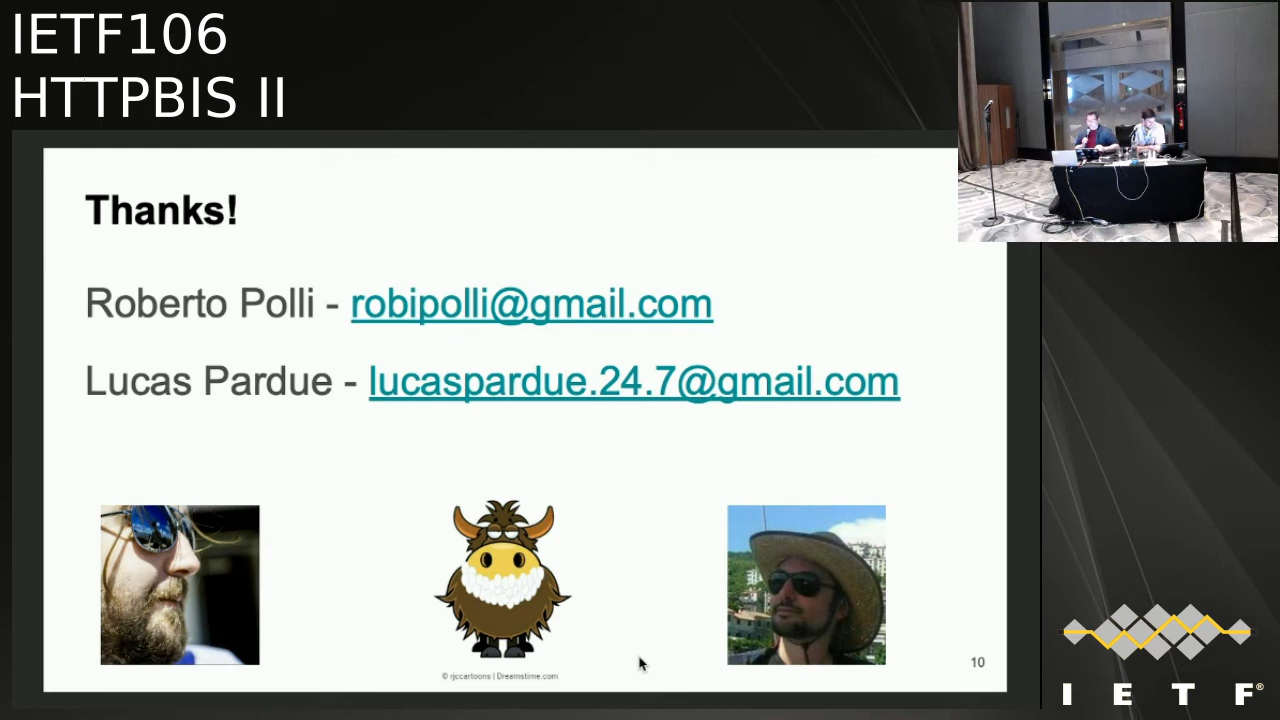 IETF106
HTTPBIS II
Thanks!
Roberto Polli - robipolli@gmail.com
Lucas Pardue - lucaspardue.24.7@gmail.com
© rjccartoons | Dreamstime.com
10
I E T F®